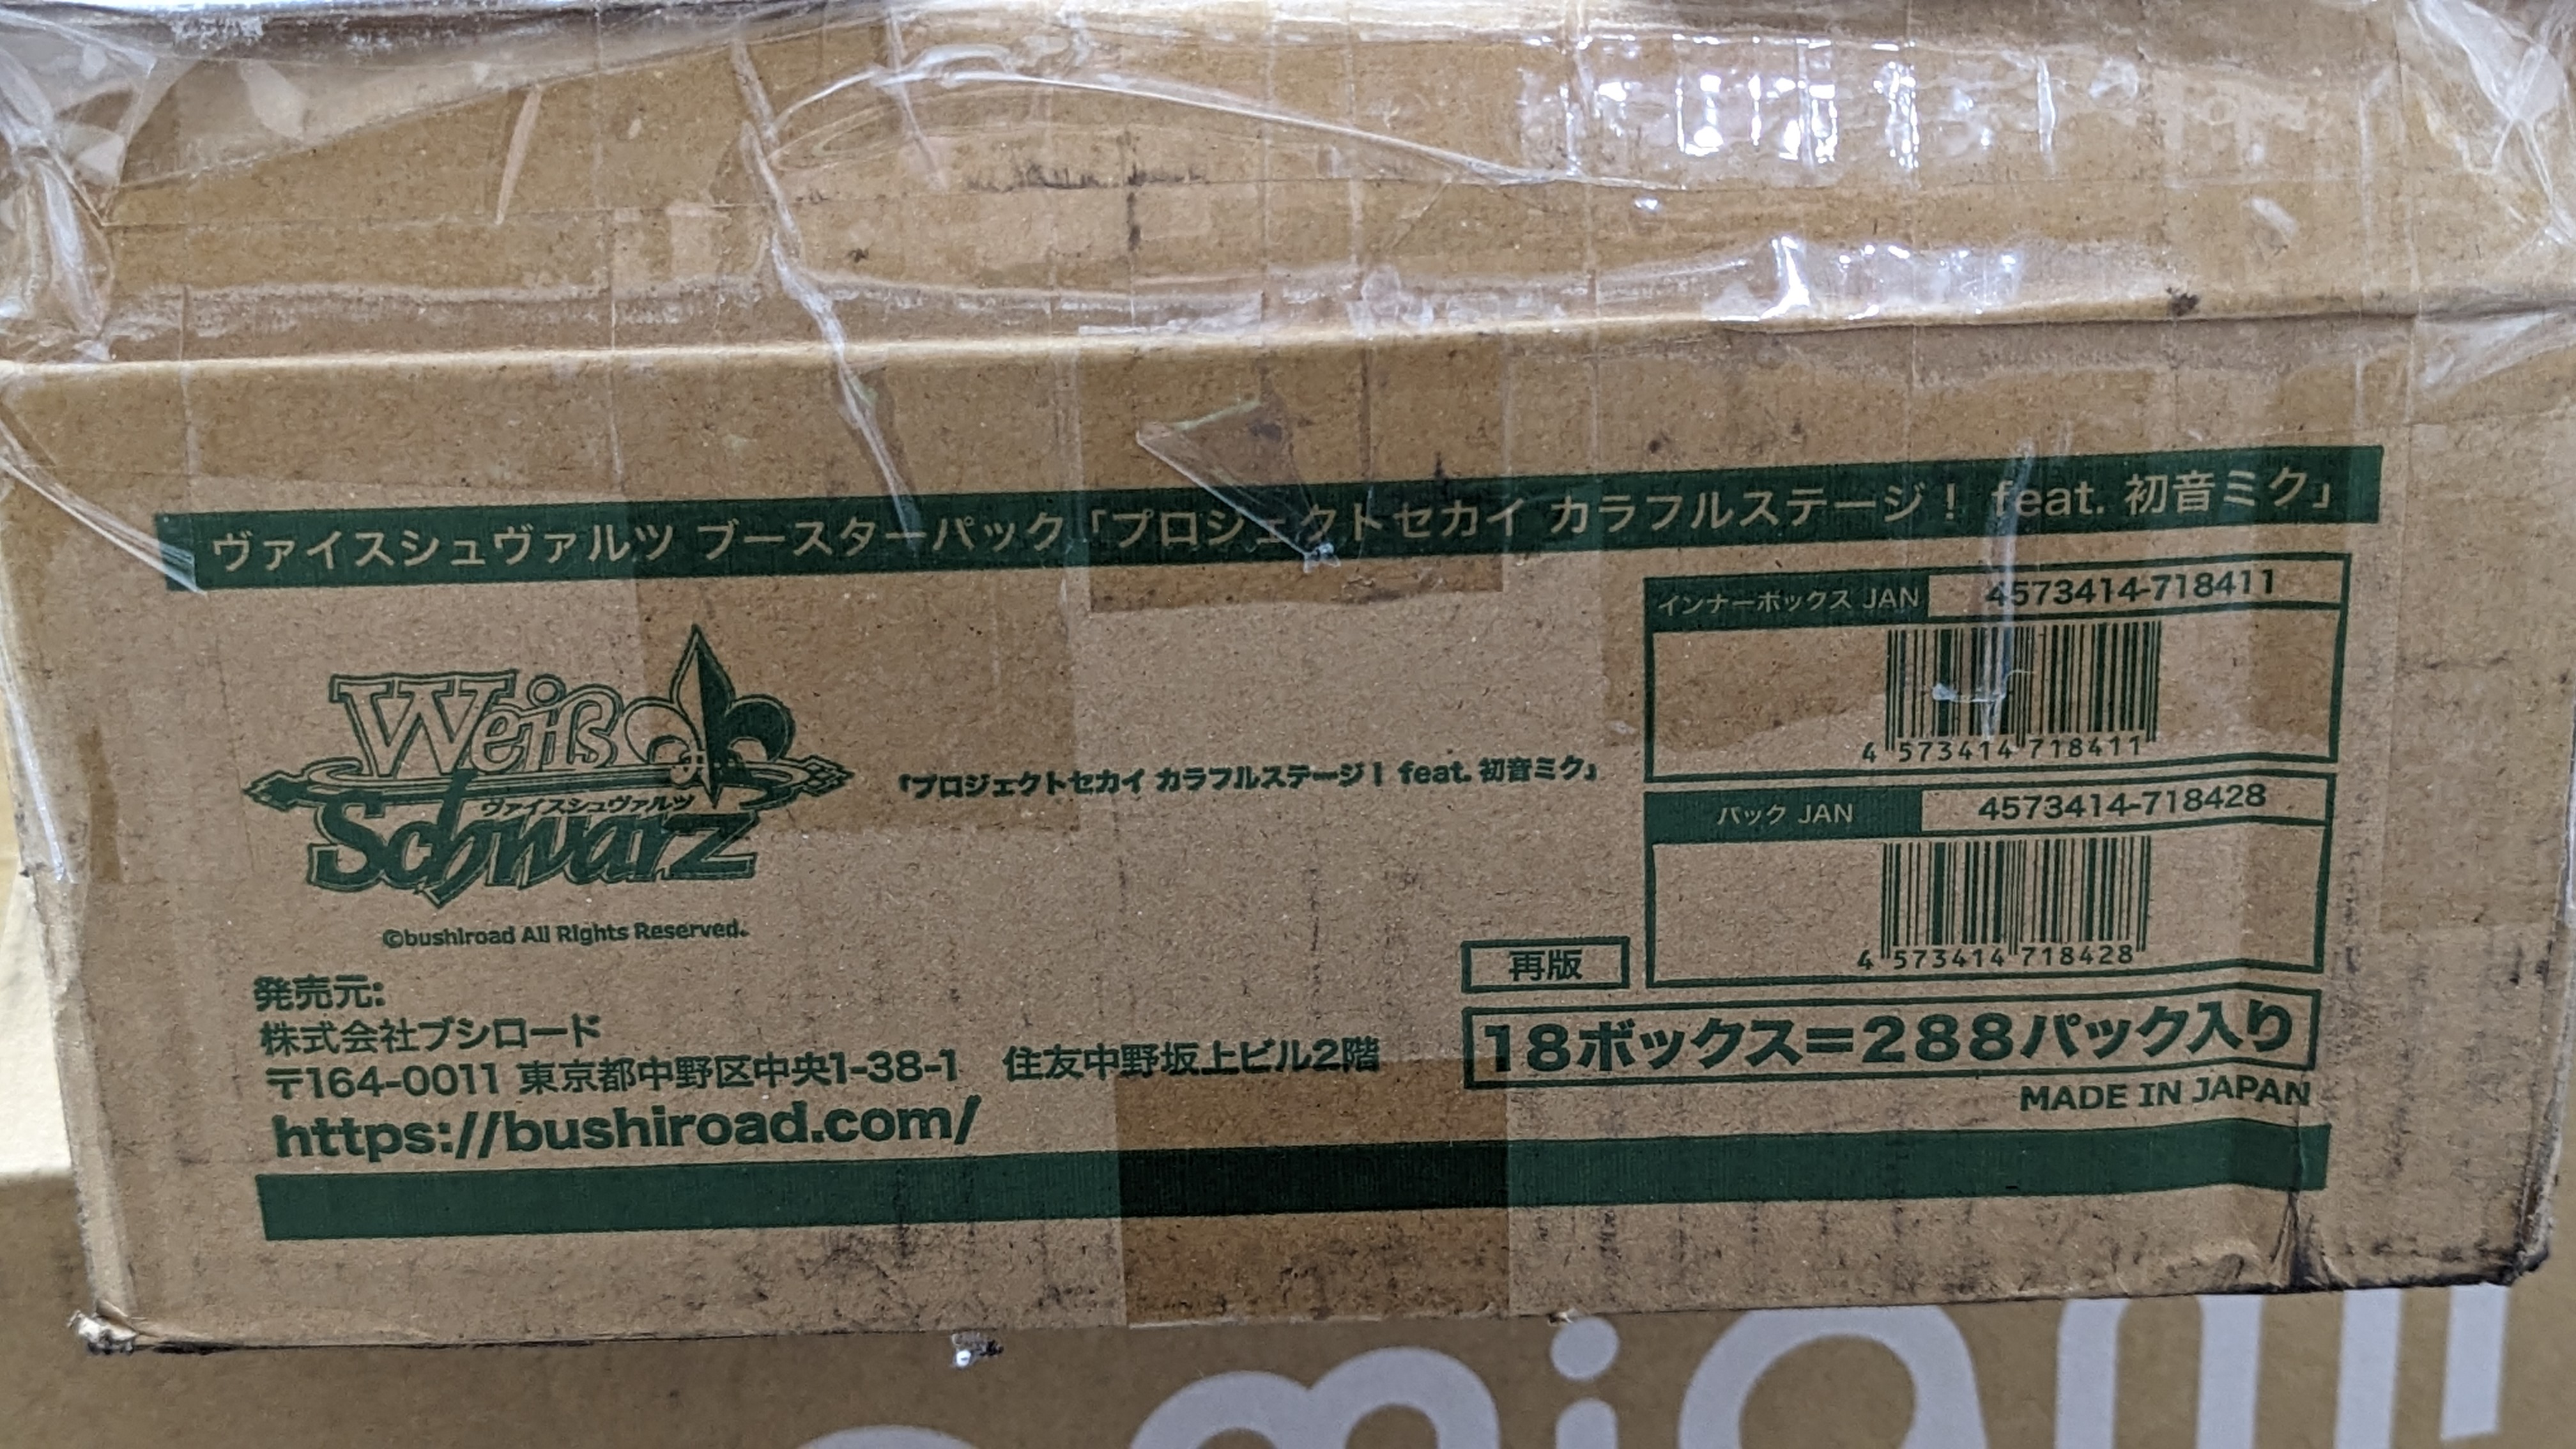 ヴァイスシュヴァルツ ブースターパック「プロジェクトセカイ カラフルステージ! feat. 初音ミク」
インナーボックス JAN 4573414-718411
4 573414 718411
Weiß
ヴァイスシュヴァルツ
Schwarz
「プロジェクトセカイ カラフルステージ! feat. 初音ミク」
パック JAN 4573414-718428
4 573414 718428
©bushiroad All Rights Reserved.
再版
発売元:
株式会社ブシロード
〒164-0011 東京都中野区中央1-38-1 住友中野坂上ビル2階
https://bushiroad.com/
18ボックス=288パック入り
MADE IN JAPAN